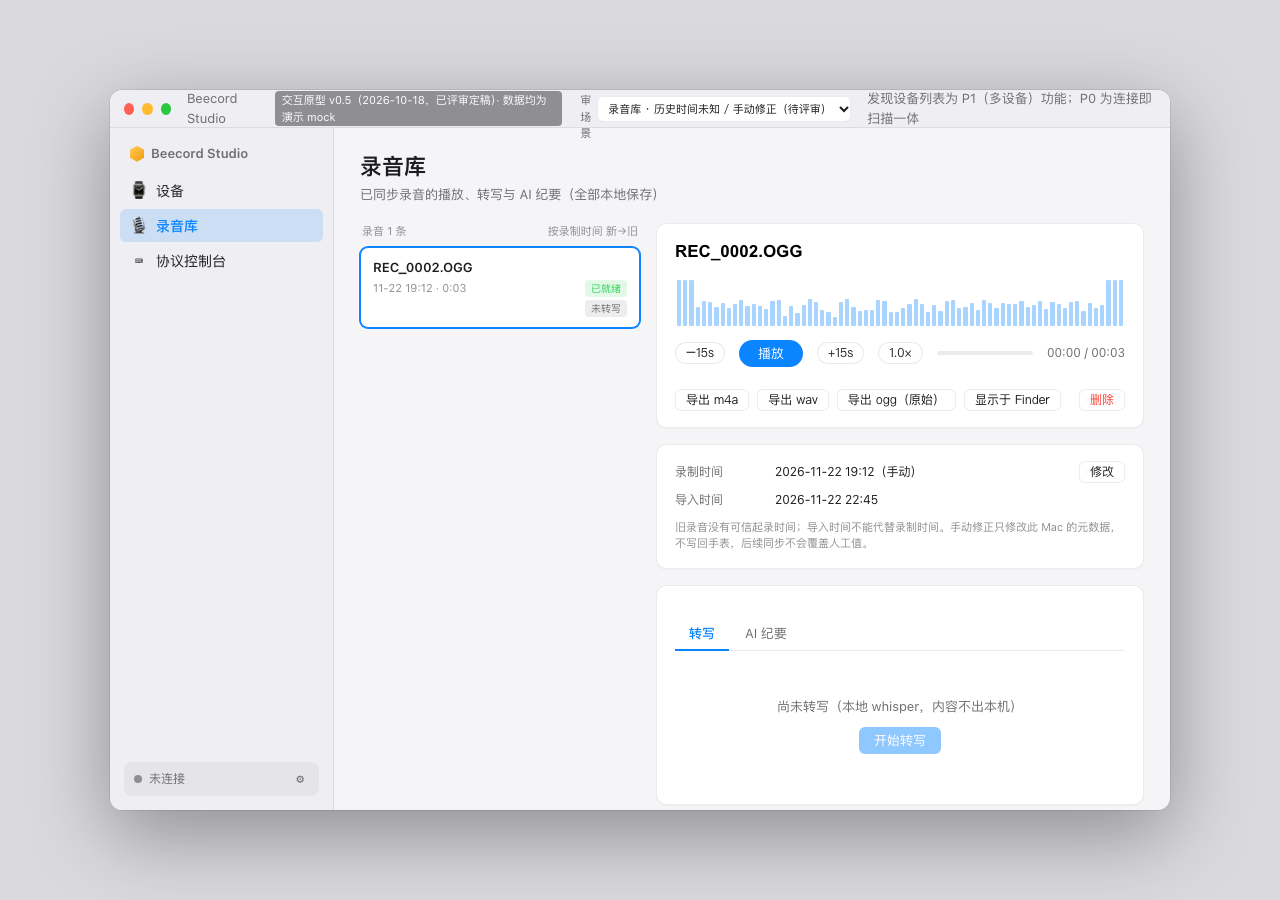 Beecord
Studio
交互原型 v0.5（2026-10-18，已评审定稿）· 数据均为
演示 mock
审
场
景
录音库 · 历史时间未知 / 手动修正（待评审）
发现设备列表为 P1（多设备）功能；P0 为连接即
扫描一体
Beecord Studio
设备
录音库
协议控制台
未连接
录音库
已同步录音的播放、转写与 AI 纪要（全部本地保存）
录音 1 条
按录制时间 新→旧
REC_0002.OGG
11-22 19:12 · 0:03
已就绪
未转写
REC_0002.OGG
−15s
播放
+15s
1.0×
00:00 / 00:03
导出 m4a
导出 wav
导出 ogg（原始）
显示于 Finder
删除
录制时间
2026-11-22 19:12（手动）
修改
导入时间
2026-11-22 22:45
旧录音没有可信起录时间；导入时间不能代替录制时间。手动修正只修改此 Mac 的元数据，
不写回手表，后续同步不会覆盖人工值。
转写
AI 纪要
尚未转写（本地 whisper，内容不出本机）
开始转写